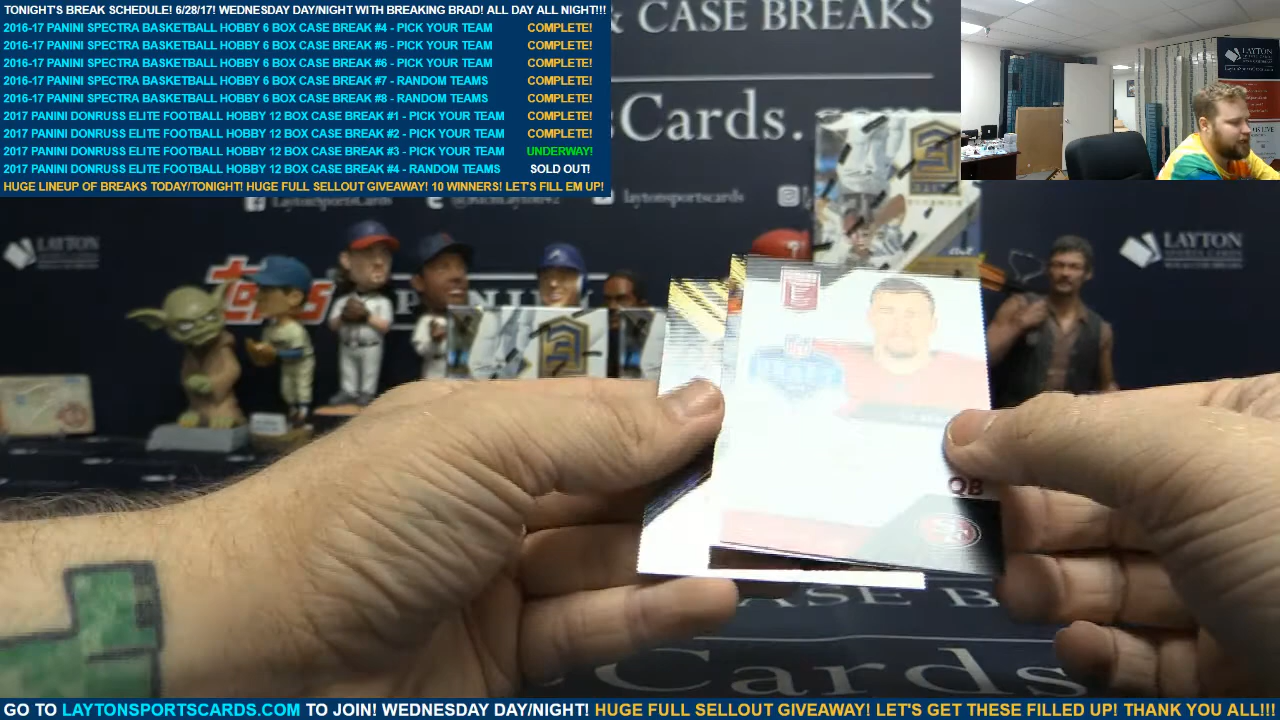 TONIGHT'S BREAK SCHEDULE! 6/28/17! WEDNESDAY DAY/NIGHT WITH BREAKING BRAD! ALL DAY ALL NIGHT!!!
2016-17 PANINI SPECTRA BASKETBALL HOBBY 6 BOX CASE BREAK #4 - PICK YOUR TEAM COMPLETE!
2016-17 PANINI SPECTRA BASKETBALL HOBBY 6 BOX CASE BREAK #5 - PICK YOUR TEAM COMPLETE!
2016-17 PANINI SPECTRA BASKETBALL HOBBY 6 BOX CASE BREAK #6 - PICK YOUR TEAM COMPLETE!
2016-17 PANINI SPECTRA BASKETBALL HOBBY 6 BOX CASE BREAK #7 - RANDOM TEAMS COMPLETE!
2016-17 PANINI SPECTRA BASKETBALL HOBBY 6 BOX CASE BREAK #8 - RANDOM TEAMS COMPLETE!
2017 PANINI DONRUSS ELITE FOOTBALL HOBBY 12 BOX CASE BREAK #1 - PICK YOUR TEAM COMPLETE!
2017 PANINI DONRUSS ELITE FOOTBALL HOBBY 12 BOX CASE BREAK #2 - PICK YOUR TEAM COMPLETE!
2017 PANINI DONRUSS ELITE FOOTBALL HOBBY 12 BOX CASE BREAK #3 - PICK YOUR TEAM UNDERWAY!
2017 PANINI DONRUSS ELITE FOOTBALL HOBBY 12 BOX CASE BREAK #4 - RANDOM TEAMS SOLD OUT!
HUGE LINEUP OF BREAKS TODAY/TONIGHT! HUGE FULL SELLOUT GIVEAWAY! 10 WINNERS! LET'S FILL EM UP!
& CASE BREAKS
sCards.
LAYTON
laytonsportscards
LAYTON
LAYTON
topps
PANINI
E
NFL
QB
SF
CASE B
Cards
GO TO LAYTONSPORTSCARDS.COM TO JOIN! WEDNESDAY DAY/NIGHT! HUGE FULL SELLOUT GIVEAWAY! LET'S GET THESE FILLED UP! THANK YOU ALL!!!